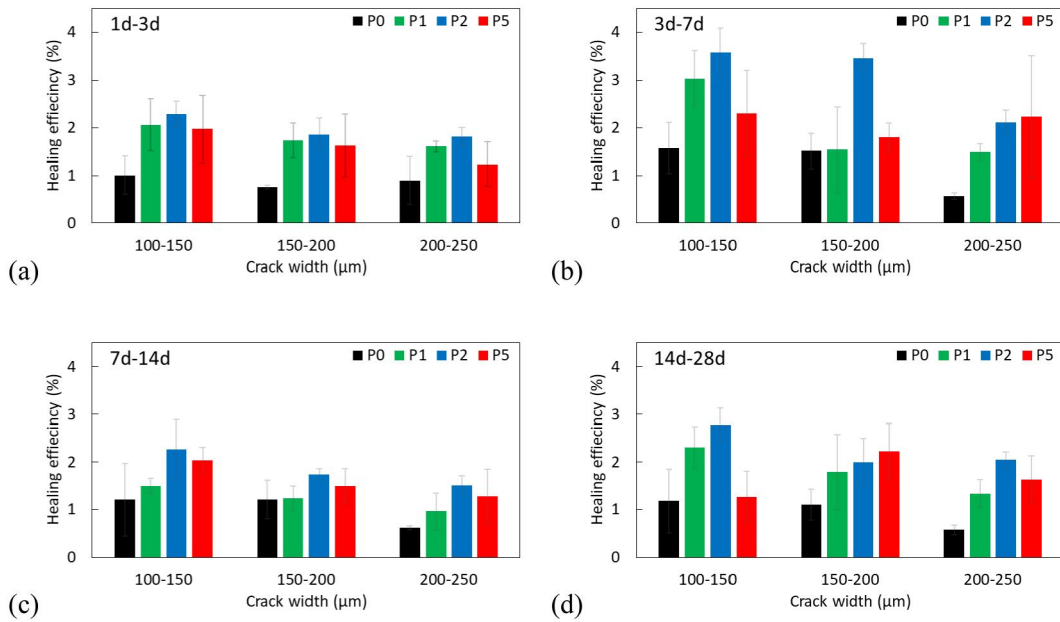 1d-3d
P0 P1 P2 P5
Healing effiecincy (%)
4
3
2
1
0
100-150 150-200 200-250
Crack width (μm)
(a)
3d-7d
P0 P1 P2 P5
Healing effiecincy (%)
4
3
2
1
0
100-150 150-200 200-250
Crack width (μm)
(b)
7d-14d
P0 P1 P2 P5
Healing effiecincy (%)
4
3
2
1
0
100-150 150-200 200-250
Crack width (μm)
(c)
14d-28d
P0 P1 P2 P5
Healing effiecincy (%)
4
3
2
1
0
100-150 150-200 200-250
Crack width (μm)
(d)